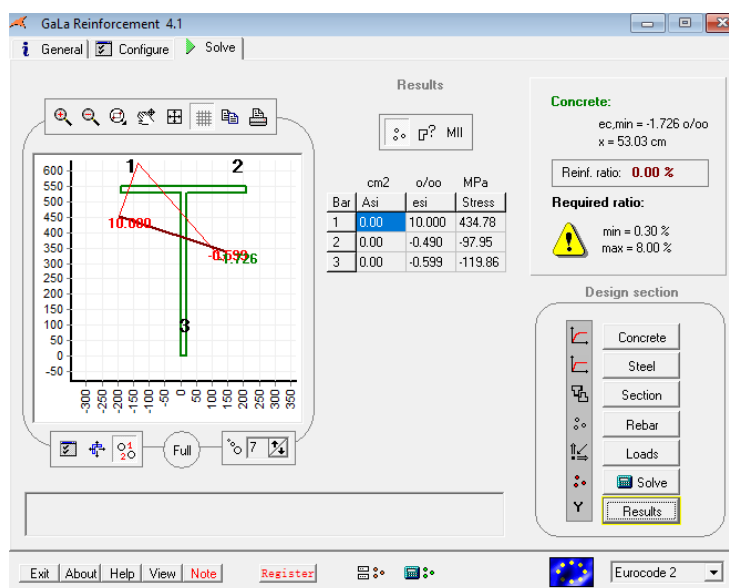 GaLa Reinforcement 4.1
General Configure Solve
Results
MII
cm2 o/oo MPa
Bar Asi esi Stress
1 0.00 10.000 434.78
2 0.00 -0.490 -97.95
3 0.00 -0.599 -119.86
Concrete:
ec,min = -1.726 o/oo
x = 53.03 cm
Reinf. ratio: 0.00 %
Required ratio:
min = 0.30 %
max = 8.00 %
600
550
500
450
400
350
300
250
200
150
100
50
0
-50
-300 -250 -200 -150 -100 -50 0 50 100 150 200 250 300 350
1 2
10.000
-0.599
3
Full
7
Design section
Concrete
Steel
Section
Rebar
Loads
Solve
Y Results
Exit About Help View Note Register Eurocode 2